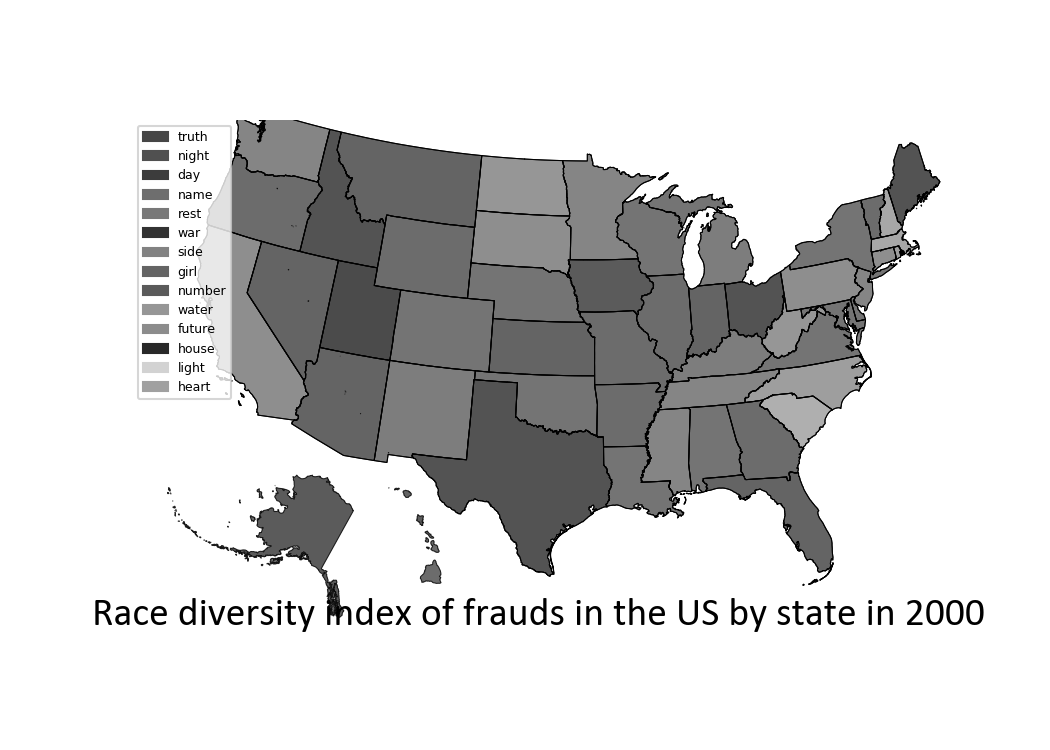 truth
night
day
name
rest
war
side
girl
number
water
future
house
light
heart
Race diversity index of frauds in the US by state in 2000